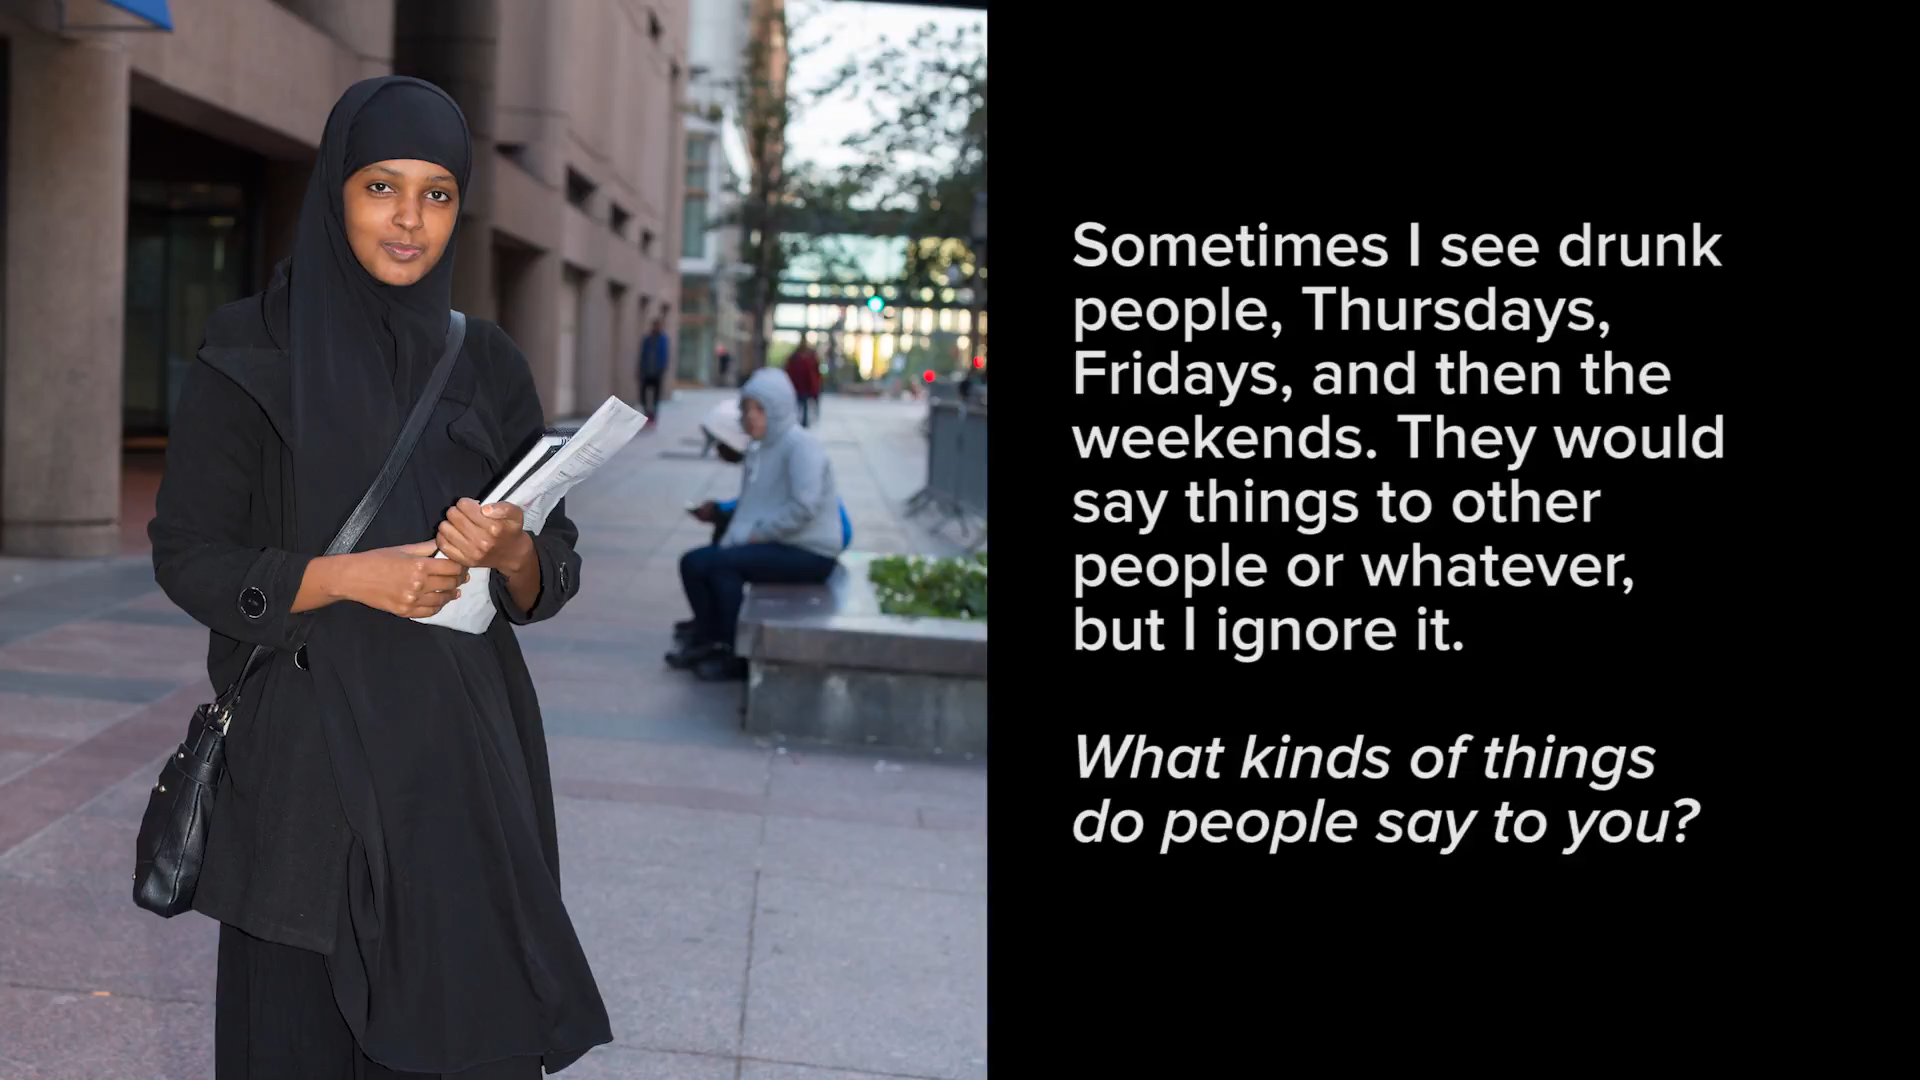 Sometimes I see drunk
people, Thursdays,
Fridays, and then the
weekends. They would
say things to other
people or whatever,
but I ignore it.
What kinds of things
do people say to you?